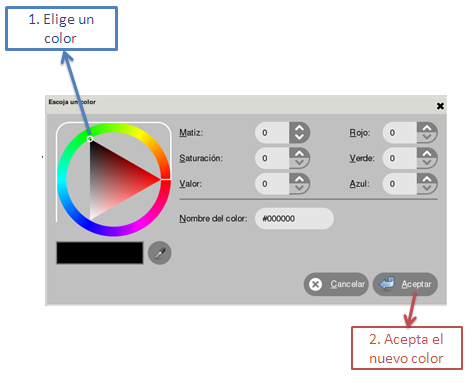 1. Elige un
color
Escoja un color
Matiz: 0 Rojo: 0
Saturación: 0 Verde: 0
Valor: 0 Azul: 0
Nombre del color: #000000
Cancelar Aceptar
2. Acepta el
nuevo color